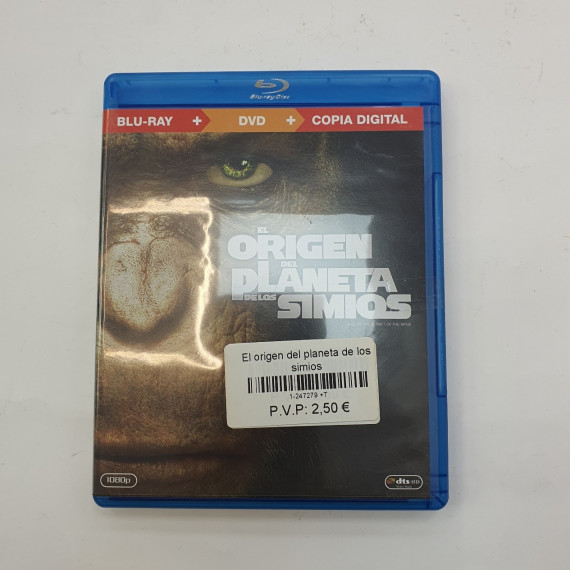 Blu-ray Disc
BLU-RAY + DVD + COPIA DIGITAL
EL
ORIGEN
DEL
PLANETA
DE LOS SIMIOS
El origen del planeta de los
simios
1-247279 +T
P.V.P: 2,50 €
1080p
dts-HD